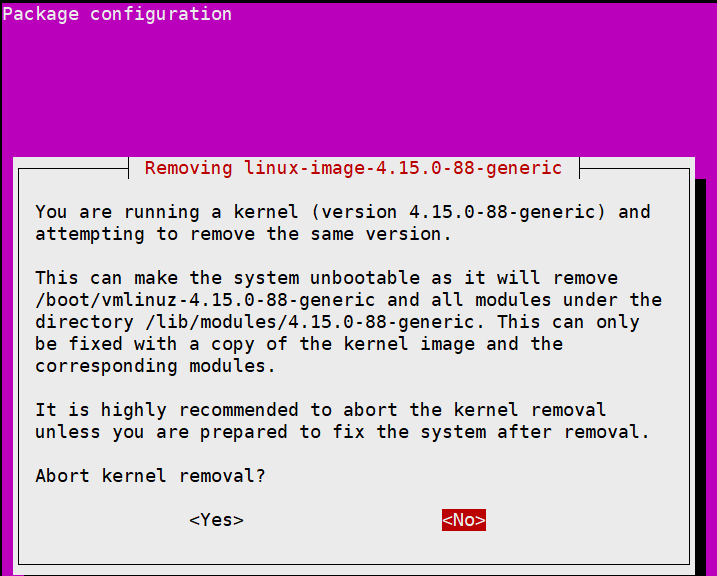 Package configuration
Removing linux-image-4.15.0-88-generic
You are running a kernel (version 4.15.0-88-generic) and
attempting to remove the same version.
This can make the system unbootable as it will remove
/boot/vmlinuz-4.15.0-88-generic and all modules under the
directory /lib/modules/4.15.0-88-generic. This can only
be fixed with a copy of the kernel image and the
corresponding modules.
It is highly recommended to abort the kernel removal
unless you are prepared to fix the system after removal.
Abort kernel removal?
<Yes> <No>